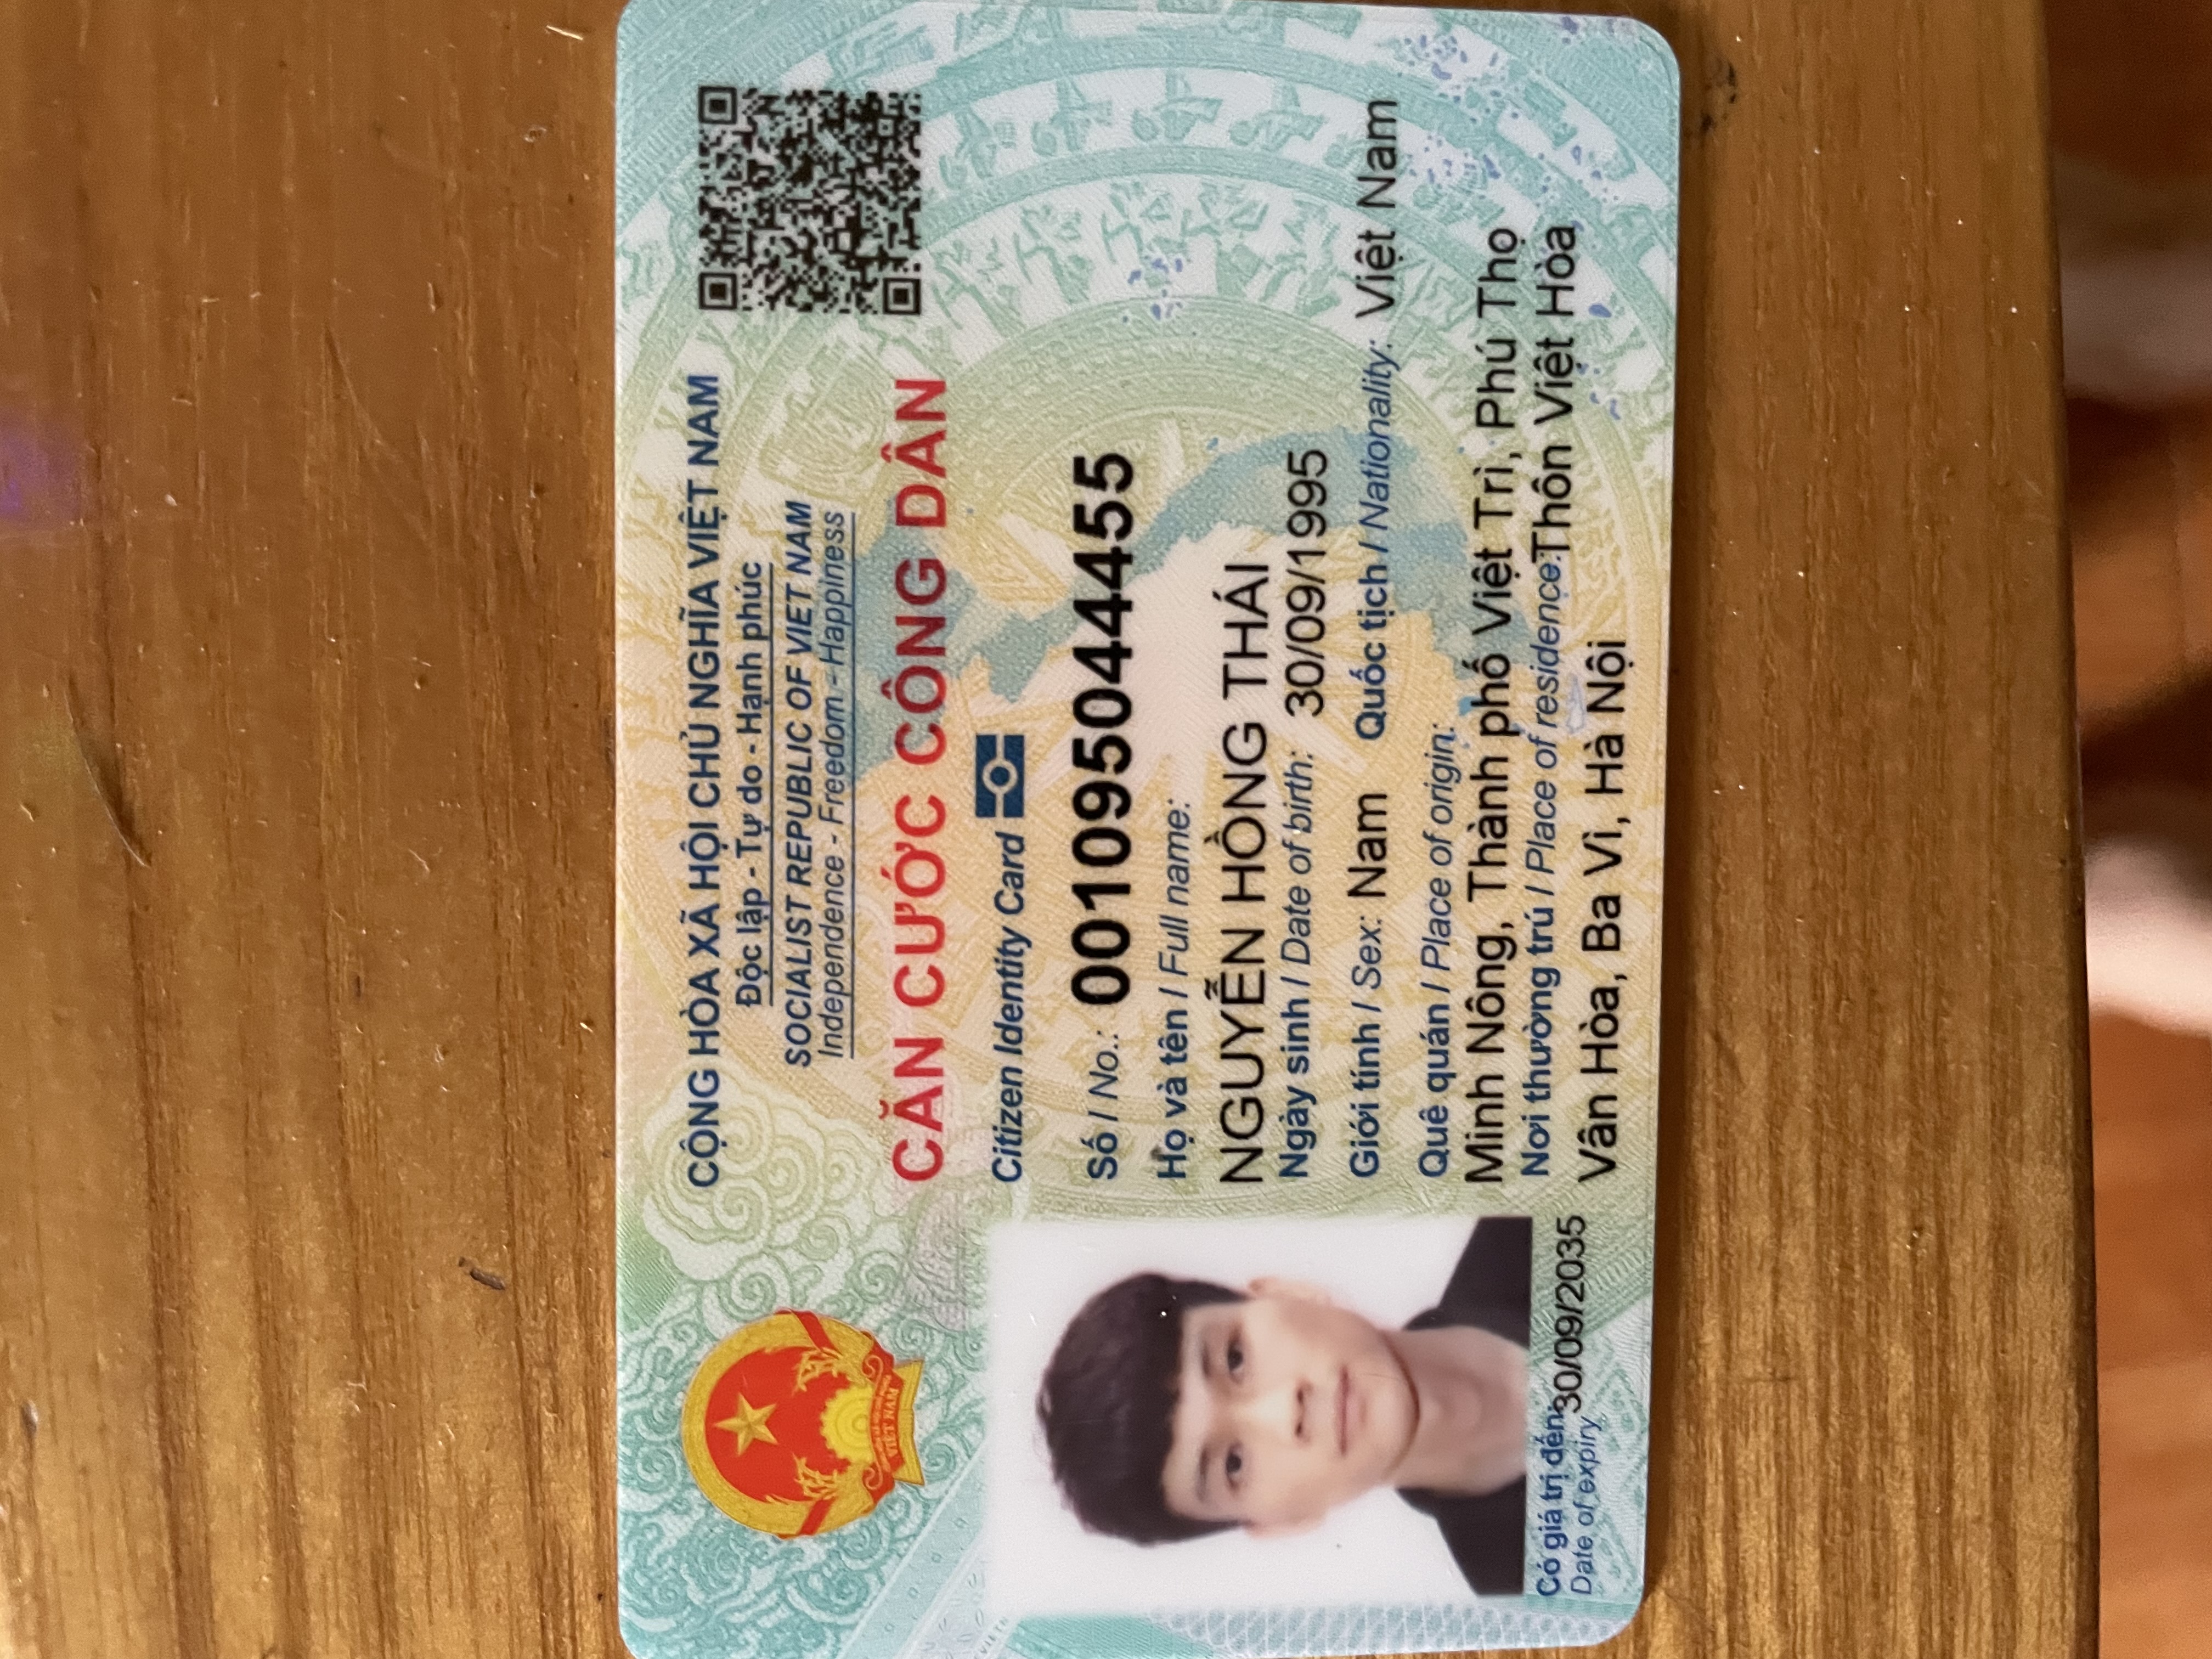 CỘNG HÒA XÃ HỘI CHỦ NGHĨA VIỆT NAM
Độc lập - Tự do - Hạnh phúc
SOCIALIST REPUBLIC OF VIET NAM
Independence - Freedom - Happiness
CĂN CƯỚC CÔNG DÂN
Citizen Identity Card
Số / No.: 001095044455
Họ và tên / Full name:
NGUYỄN HỒNG THÁI
Ngày sinh / Date of birth: 30/09/1995
Giới tính / Sex: Nam Quốc tịch / Nationality: Việt Nam
Quê quán / Place of origin:
Minh Nông, Thành phố Việt Trì, Phú Thọ
Nơi thường trú / Place of residence: Thôn Việt Hòa
Vân Hòa, Ba Vì, Hà Nội
Có giá trị đến: 30/09/2035
Date of expiry
VIỆT NAM